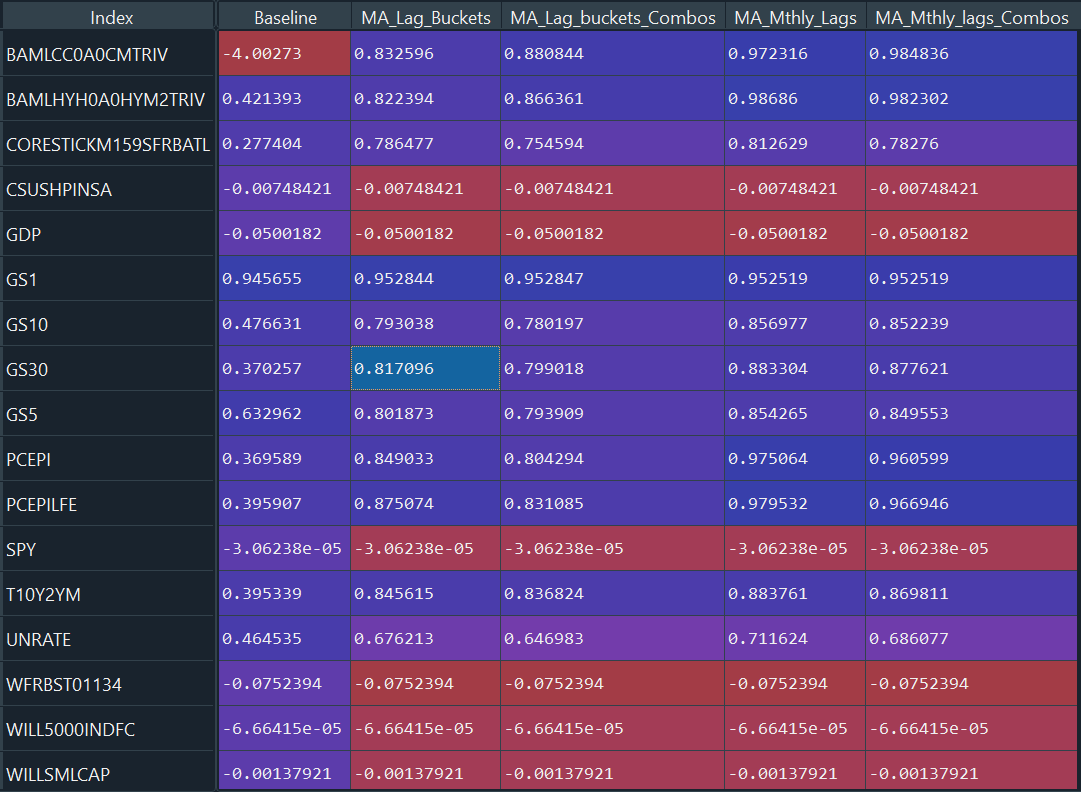 Index Baseline MA_Lag_Buckets MA_Lag_buckets_Combos MA_Mthly_Lags MA_Mthly_lags_Combos
BAMLCC0A0CMTRIV -4.00273 0.832596 0.880844 0.972316 0.984836
BAMLHYH0A0HYM2TRIV 0.421393 0.822394 0.866361 0.98686 0.982302
CORESTICKM159SFRBATL 0.277404 0.786477 0.754594 0.812629 0.78276
CSUSHPINSA -0.00748421 -0.00748421 -0.00748421 -0.00748421 -0.00748421
GDP -0.0500182 -0.0500182 -0.0500182 -0.0500182 -0.0500182
GS1 0.945655 0.952844 0.952847 0.952519 0.952519
GS10 0.476631 0.793038 0.780197 0.856977 0.852239
GS30 0.370257 0.817096 0.799018 0.883304 0.877621
GS5 0.632962 0.801873 0.793909 0.854265 0.849553
PCEPI 0.369589 0.849033 0.804294 0.975064 0.960599
PCEPILFE 0.395907 0.875074 0.831085 0.979532 0.966946
SPY -3.06238e-05 -3.06238e-05 -3.06238e-05 -3.06238e-05 -3.06238e-05
T10Y2YM 0.395339 0.845615 0.836824 0.883761 0.869811
UNRATE 0.464535 0.676213 0.646983 0.711624 0.686077
WFRBST01134 -0.0752394 -0.0752394 -0.0752394 -0.0752394 -0.0752394
WILL5000INDFC -6.66415e-05 -6.66415e-05 -6.66415e-05 -6.66415e-05 -6.66415e-05
WILLSMLCAP -0.00137921 -0.00137921 -0.00137921 -0.00137921 -0.00137921